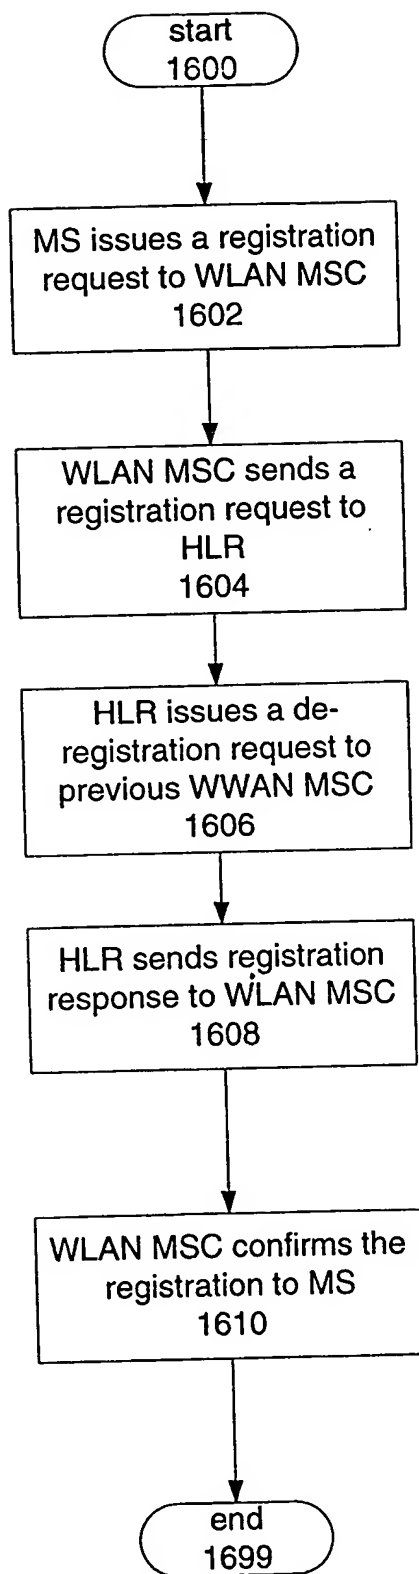 start
1600
MS issues a registration
request to WLAN MSC
1602
WLAN MSC sends a
registration request to
HLR
1604
HLR issues a de-
registration request to
previous WWAN MSC
1606
HLR sends registration
response to WLAN MSC
1608
WLAN MSC confirms the
registration to MS
1610
end
1699